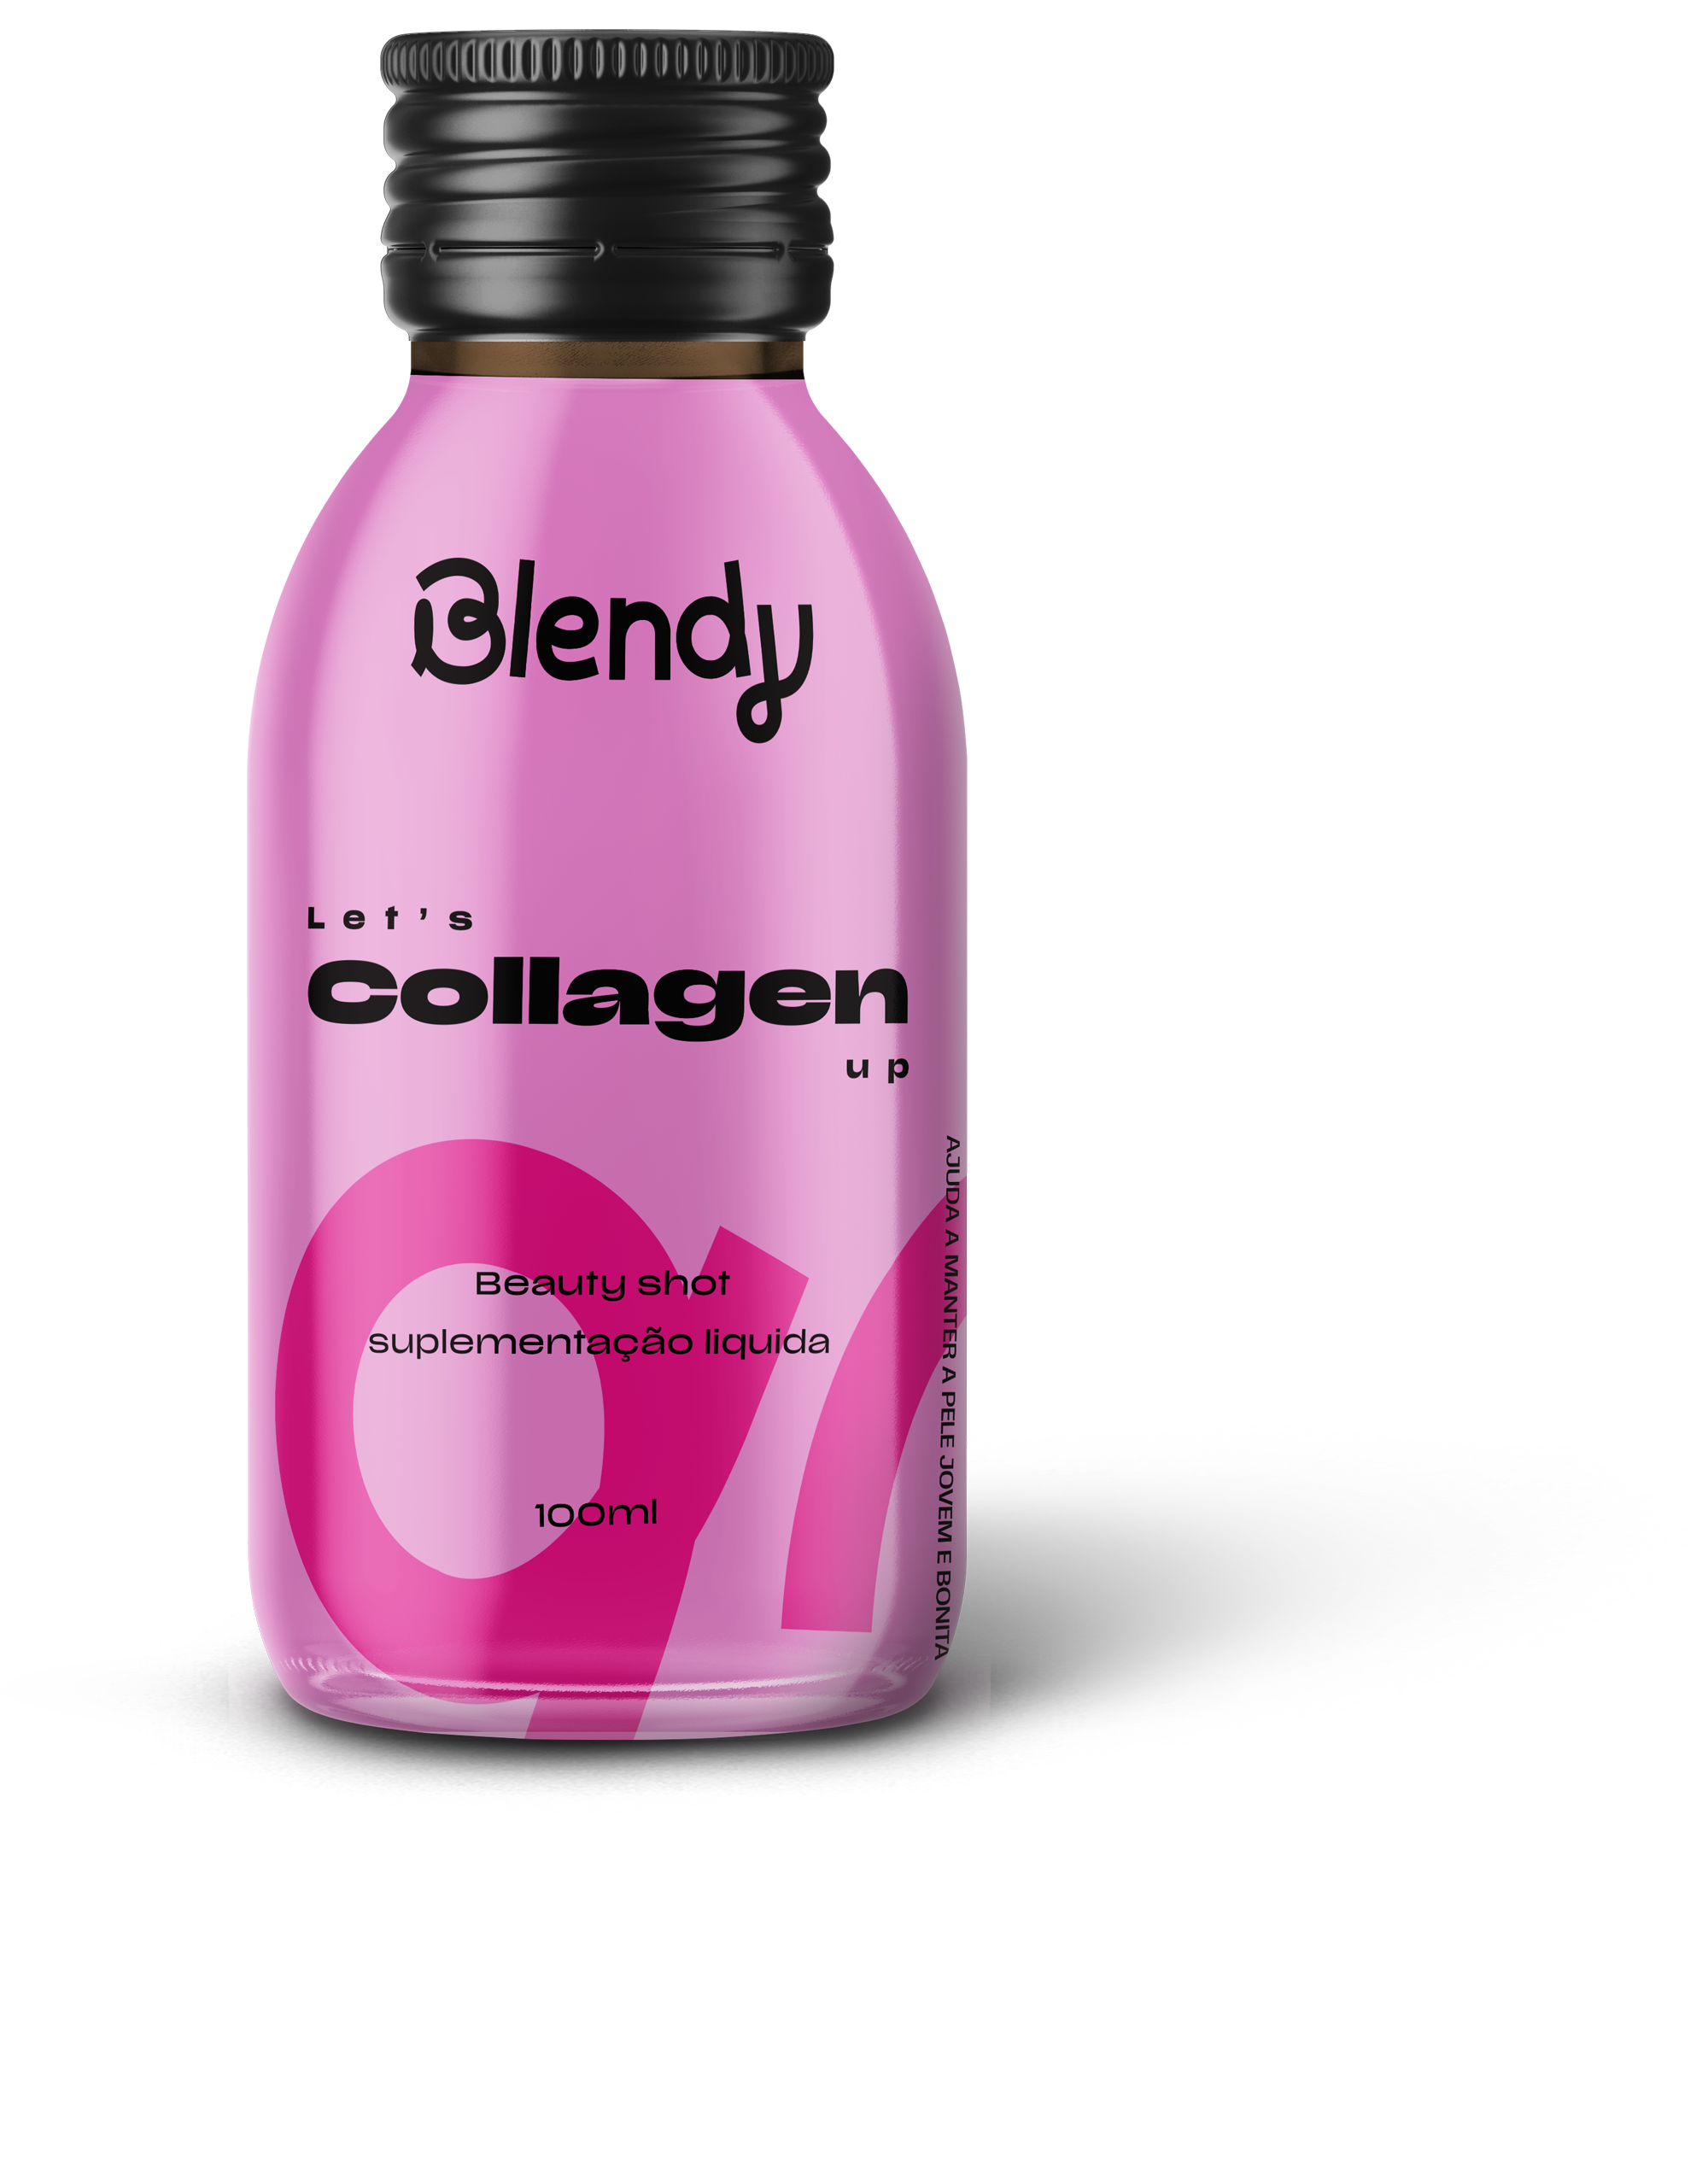 Blendy
Let's
Collagen
up
Beauty shot
suplementação liquida
100ml
AJUDA A MANTER A PELE JOVEM E BONITA